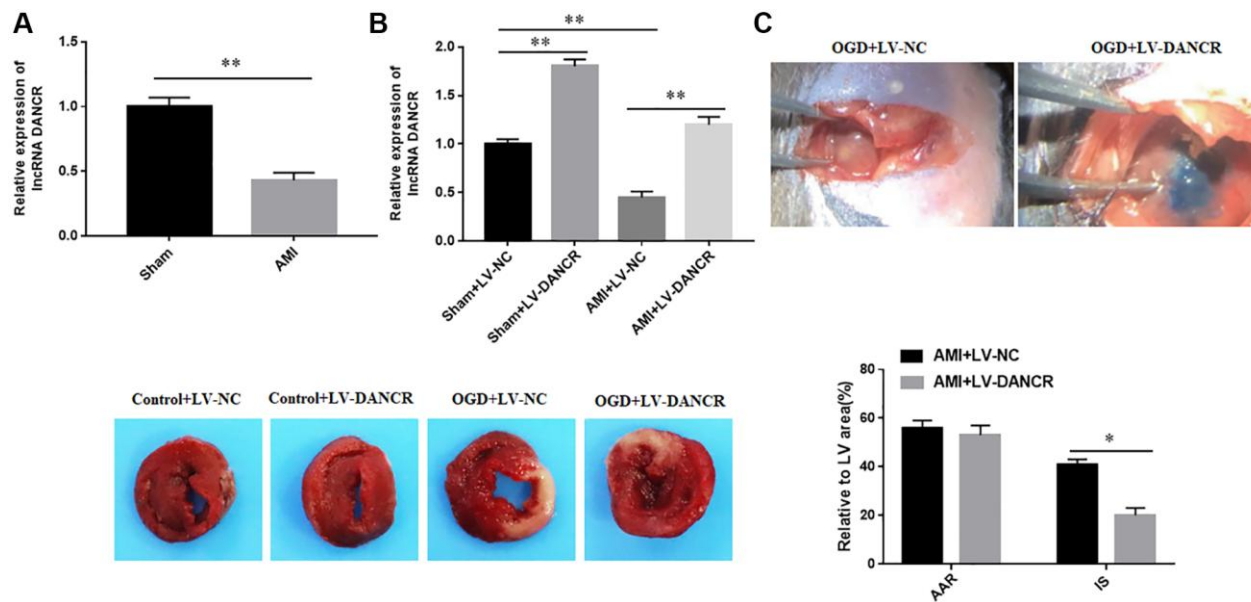 A
Relative expression of
lncRNA DANCR
1.5
1.0
0.5
0.0
**
Sham
AMI
B
Relative expression of
lncRNA DANCR
2.0
1.5
1.0
0.5
0.0
**
**
**
Sham+LV-NC
Sham+LV-DANCR
AMI+LV-NC
AMI+LV-DANCR
C
OGD+LV-NC
OGD+LV-DANCR
Control+LV-NC
Control+LV-DANCR
OGD+LV-NC
OGD+LV-DANCR
AMI+LV-NC
AMI+LV-DANCR
Relative to LV area(%)
80
60
40
20
0
*
AAR
IS